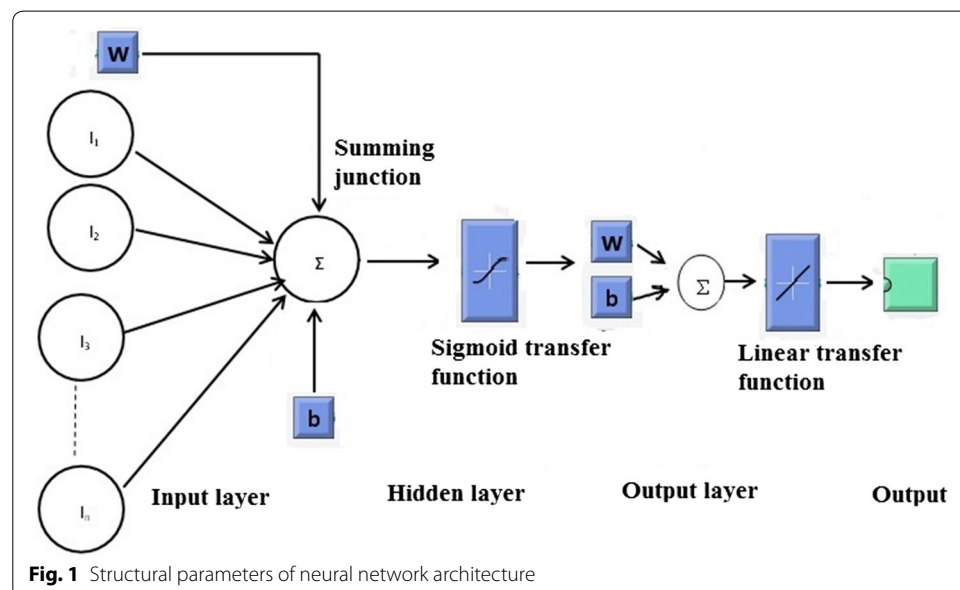 W
I₁
I₂
I₃
Iₙ
Σ
Summing
junction
b
Sigmoid transfer
function
W
b
Σ
Linear transfer
function
Input layer
Hidden layer
Output layer
Output
Fig. 1 Structural parameters of neural network architecture